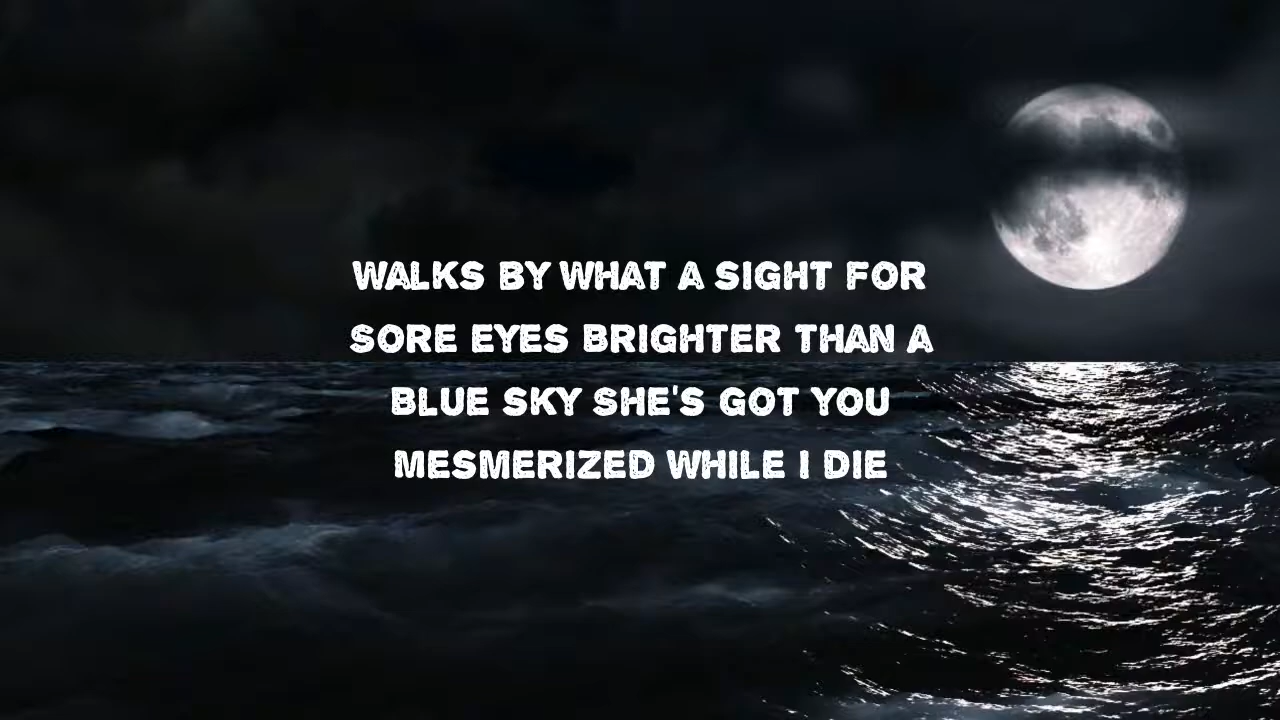 WALKS BY WHAT A SIGHT FOR
SORE EYES BRIGHTER THAN A
BLUE SKY SHE'S GOT YOU
MESMERIZED WHILE I DIE